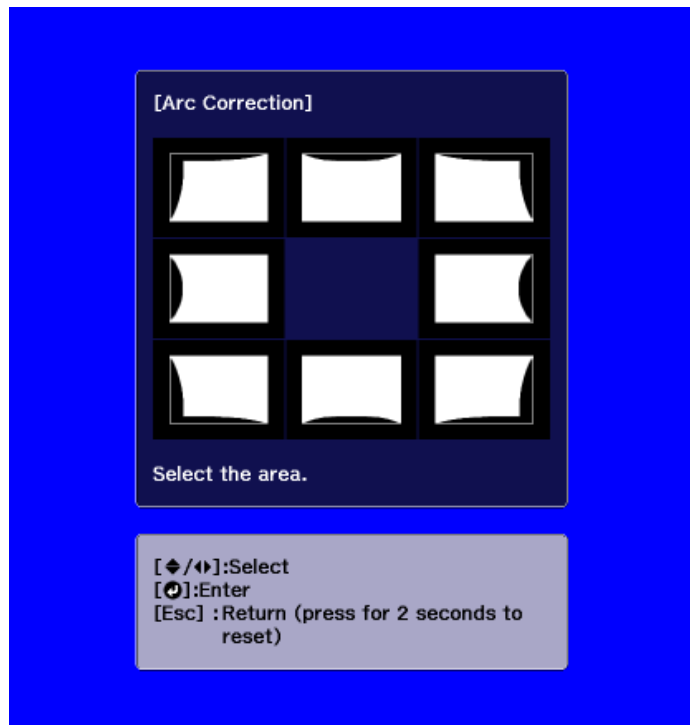 [Arc Correction]
Select the area.
[◆/◀▶]:Select
[↵]:Enter
[Esc] :Return (press for 2 seconds to
reset)